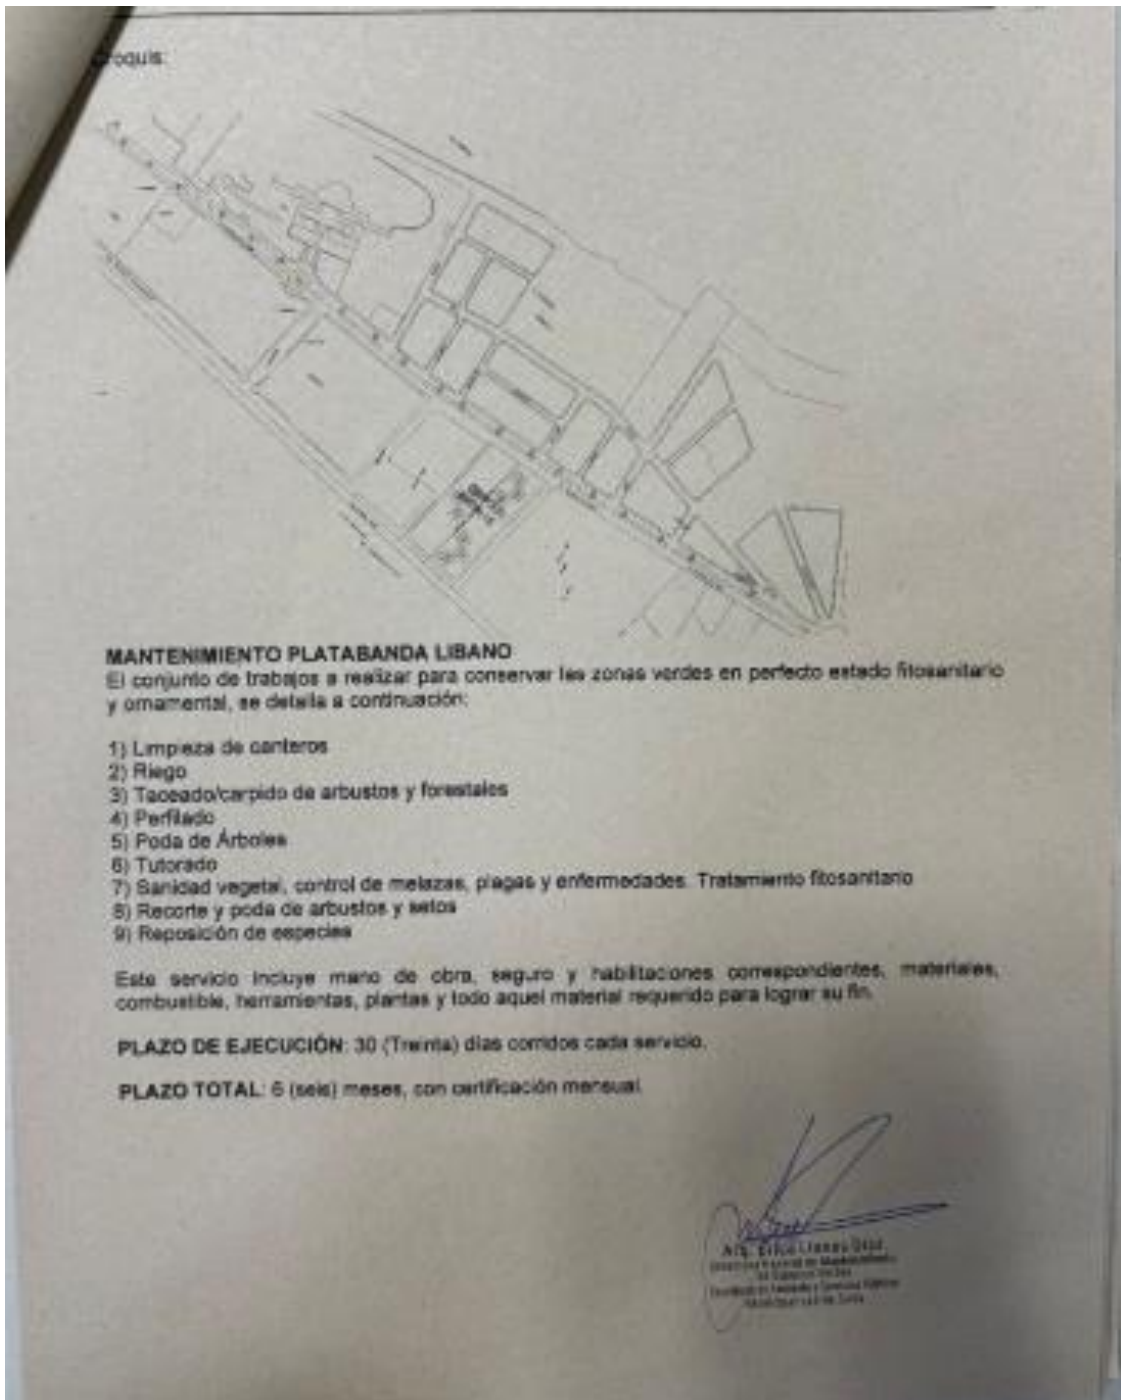 Croquis:
MANTENIMIENTO PLATABANDA LIBANO
El conjunto de trabajos a realizar para conservar las zonas verdes en perfecto estado fitosanitario
y ornamental, se detalla a continuación:
1) Limpieza de canteros
2) Riego
3) Taceado/carpido de arbustos y forestales
4) Perfilado
5) Poda de Árboles
6) Tutorado
7) Sanidad vegetal, control de melazas, plagas y enfermedades. Tratamiento fitosanitario
8) Recorte y poda de arbustos y setos
9) Reposición de especies
Este servicio incluye mano de obra, seguro y habilitaciones correspondientes, materiales,
combustible, herramientas, plantas y todo aquel material requerido para lograr su fin.
PLAZO DE EJECUCIÓN: 30 (Treinta) días corridos cada servicio.
PLAZO TOTAL: 6 (seis) meses, con certificación mensual.
Arq.